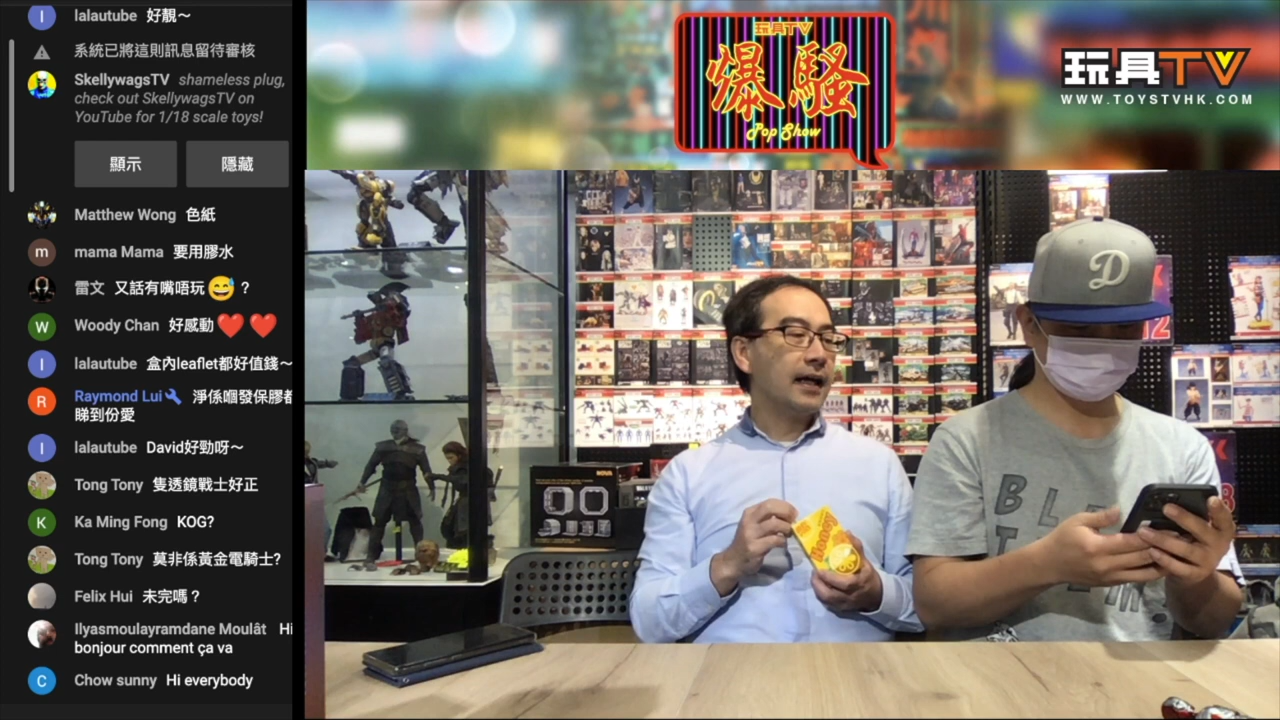 lalautube 好靚～
系統已將這則訊息留待審核
SkellywagsTV shameless plug,
check out SkellywagsTV on
YouTube for 1/18 scale toys!
顯示
隱藏
Matthew Wong 色紙
mama Mama 要用膠水
雷文 又話有嘴唔玩😅？
Woody Chan 好感動❤️❤️
lalautube 盒內leaflet都好值錢～
Raymond Lui 淨係嗰發保膠都
睇到份愛
lalautube David好勁呀～
Tong Tony 隻透鏡戰士好正
Ka Ming Fong KOG?
Tong Tony 莫非係黃金電騎士?
Felix Hui 未完嗎？
Ilyasmoulayramdane Moulât Hi
bonjour comment ça va
Chow sunny Hi everybody
玩具TV
爆騷
Pop Show
玩具TV
WWW.TOYSTVHK.COM
D
NOVA
Honey
BLE